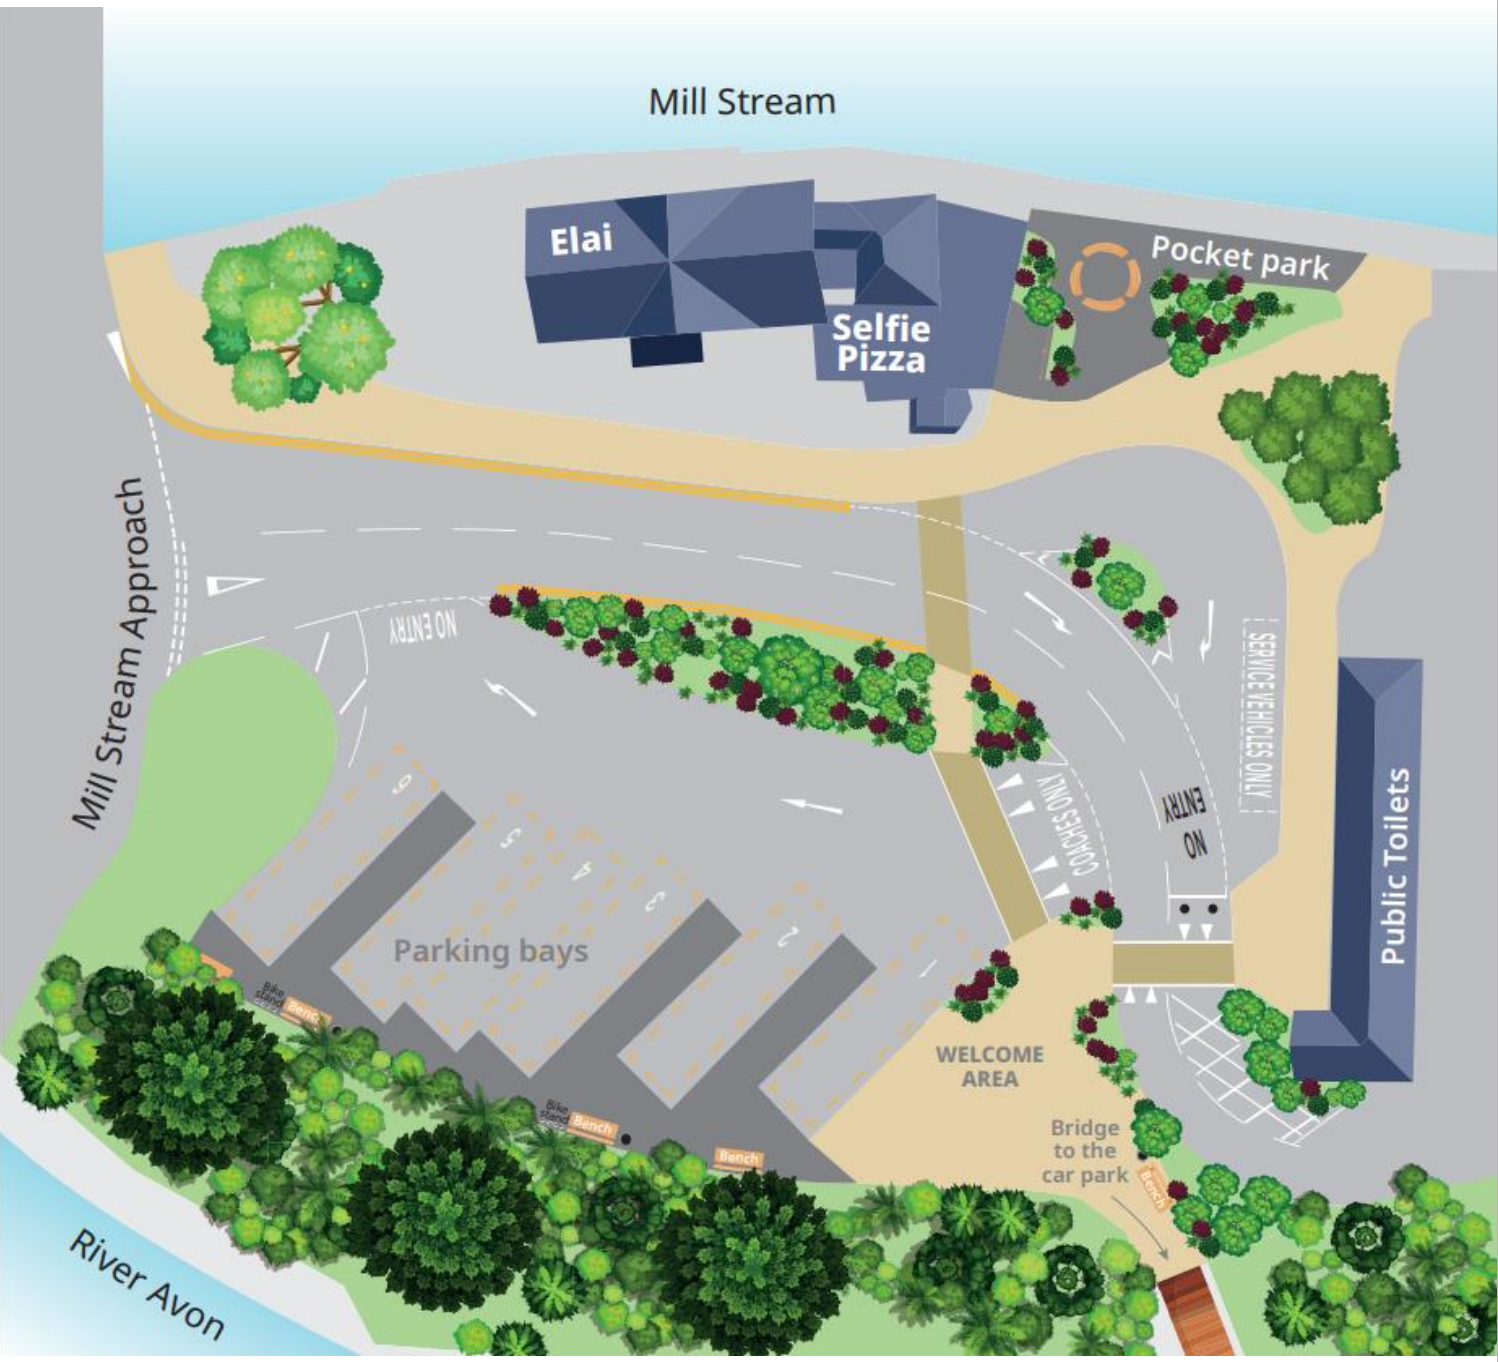 Mill Stream
Elai
Selfie
Pizza
Pocket park
Mill Stream Approach
NO ENTRY
SERVICE VEHICLES ONLY
COACHES ONLY
NO
ENTRY
Public Toilets
6
5
4
3
2
1
Parking bays
Bike
stand
Bench
WELCOME
AREA
Bike
stand
Bench
Bench
Bridge
to the
car park
Bench
River Avon